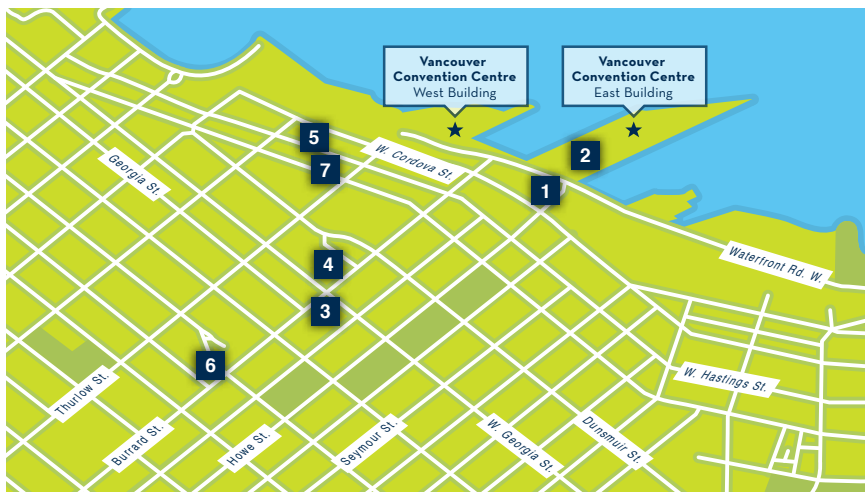 Vancouver
Convention Centre
West Building
Vancouver
Convention Centre
East Building
5
7
W. Cordova St.
2
1
Georgia St.
4
3
Waterfront Rd. W.
6
W. Hastings St.
Thurlow St.
Burrard St.
Howe St.
Seymour St.
W. Georgia St.
Dunsmuir St.